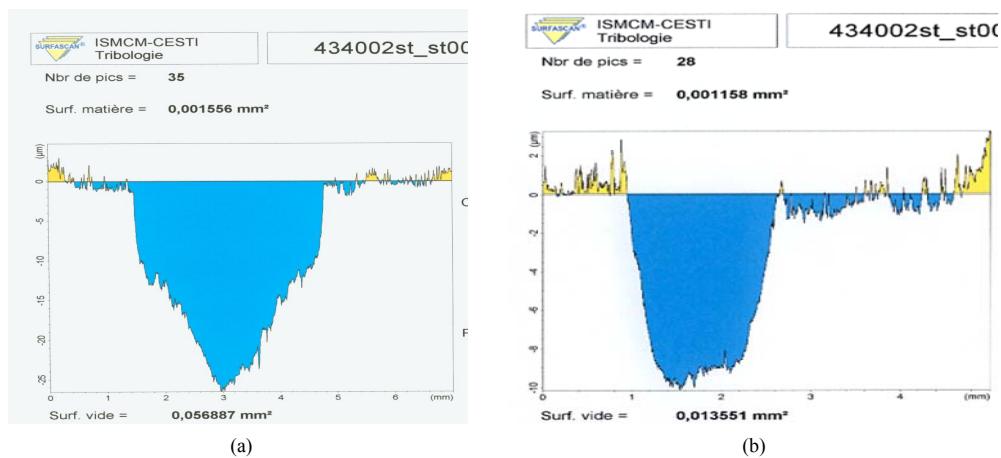 SURFASCAN® ISMCM-CESTI
Tribologie
434002st_st00
Nbr de pics = 35
Surf. matière = 0,001556 mm²
(µm)
0
-5
-10
-15
-20
-25
0 1 2 3 4 5 6 (mm)
Surf. vide = 0,056887 mm²
(a)
SURFASCAN® ISMCM-CESTI
Tribologie
434002st_st00
Nbr de pics = 28
Surf. matière = 0,001158 mm²
(µm)
2
0
-2
-4
-6
-8
-10
0 1 2 3 4 (mm)
Surf. vide = 0,013551 mm²
(b)